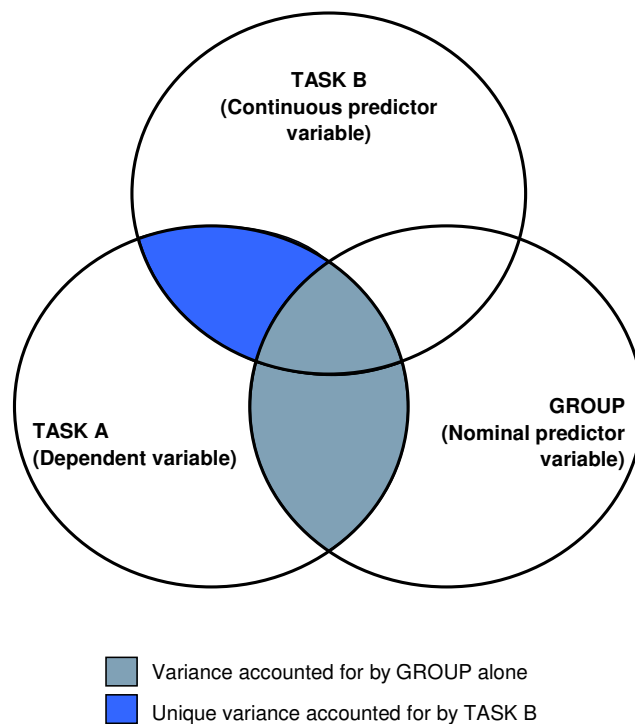 TASK B
(Continuous predictor
variable)
TASK A
(Dependent variable)
GROUP
(Nominal predictor
variable)
Variance accounted for by GROUP alone
Unique variance accounted for by TASK B